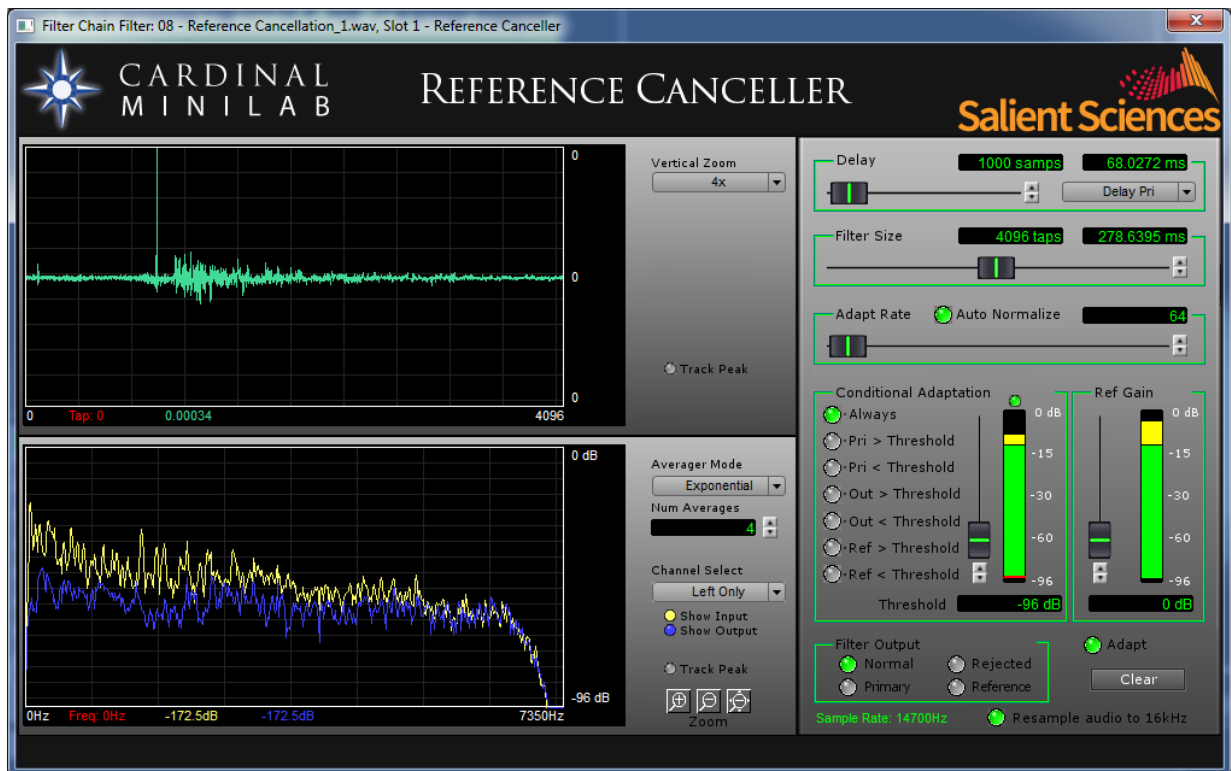 Filter Chain Filter: 08 - Reference Cancellation_1.wav, Slot 1 - Reference Canceller
CARDINAL
MINILAB
REFERENCE CANCELLER
Salient Sciences
0
0
0
0
Tap: 0
0.00034
4096
Vertical Zoom
4x
Track Peak
0 dB
-96 dB
0Hz
Freq: 0Hz
-172.5dB
-172.5dB
7350Hz
Averager Mode
Exponential
Num Averages
4
Channel Select
Left Only
Show Input
Show Output
Track Peak
Zoom
Delay
1000 samps
68.0272 ms
Delay Pri
Filter Size
4096 taps
278.6395 ms
Adapt Rate
Auto Normalize
64
Conditional Adaptation
Always
Pri > Threshold
Pri < Threshold
Out > Threshold
Out < Threshold
Ref > Threshold
Ref < Threshold
0 dB
-15
-30
-60
-96
Threshold
-96 dB
Ref Gain
0 dB
-15
-30
-60
-96
0 dB
Filter Output
Normal
Rejected
Primary
Reference
Adapt
Clear
Sample Rate: 14700Hz
Resample audio to 16kHz